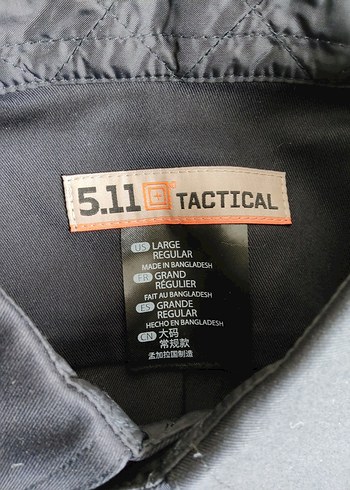 5.11 TACTICAL
US LARGE
REGULAR
MADE IN BANGLADESH
FR GRAND
RÉGULIER
FAIT AU BANGLADESH
ES GRANDE
REGULAR
HECHO EN BANGLADESH
CN 大码
常规款
孟加拉国制造